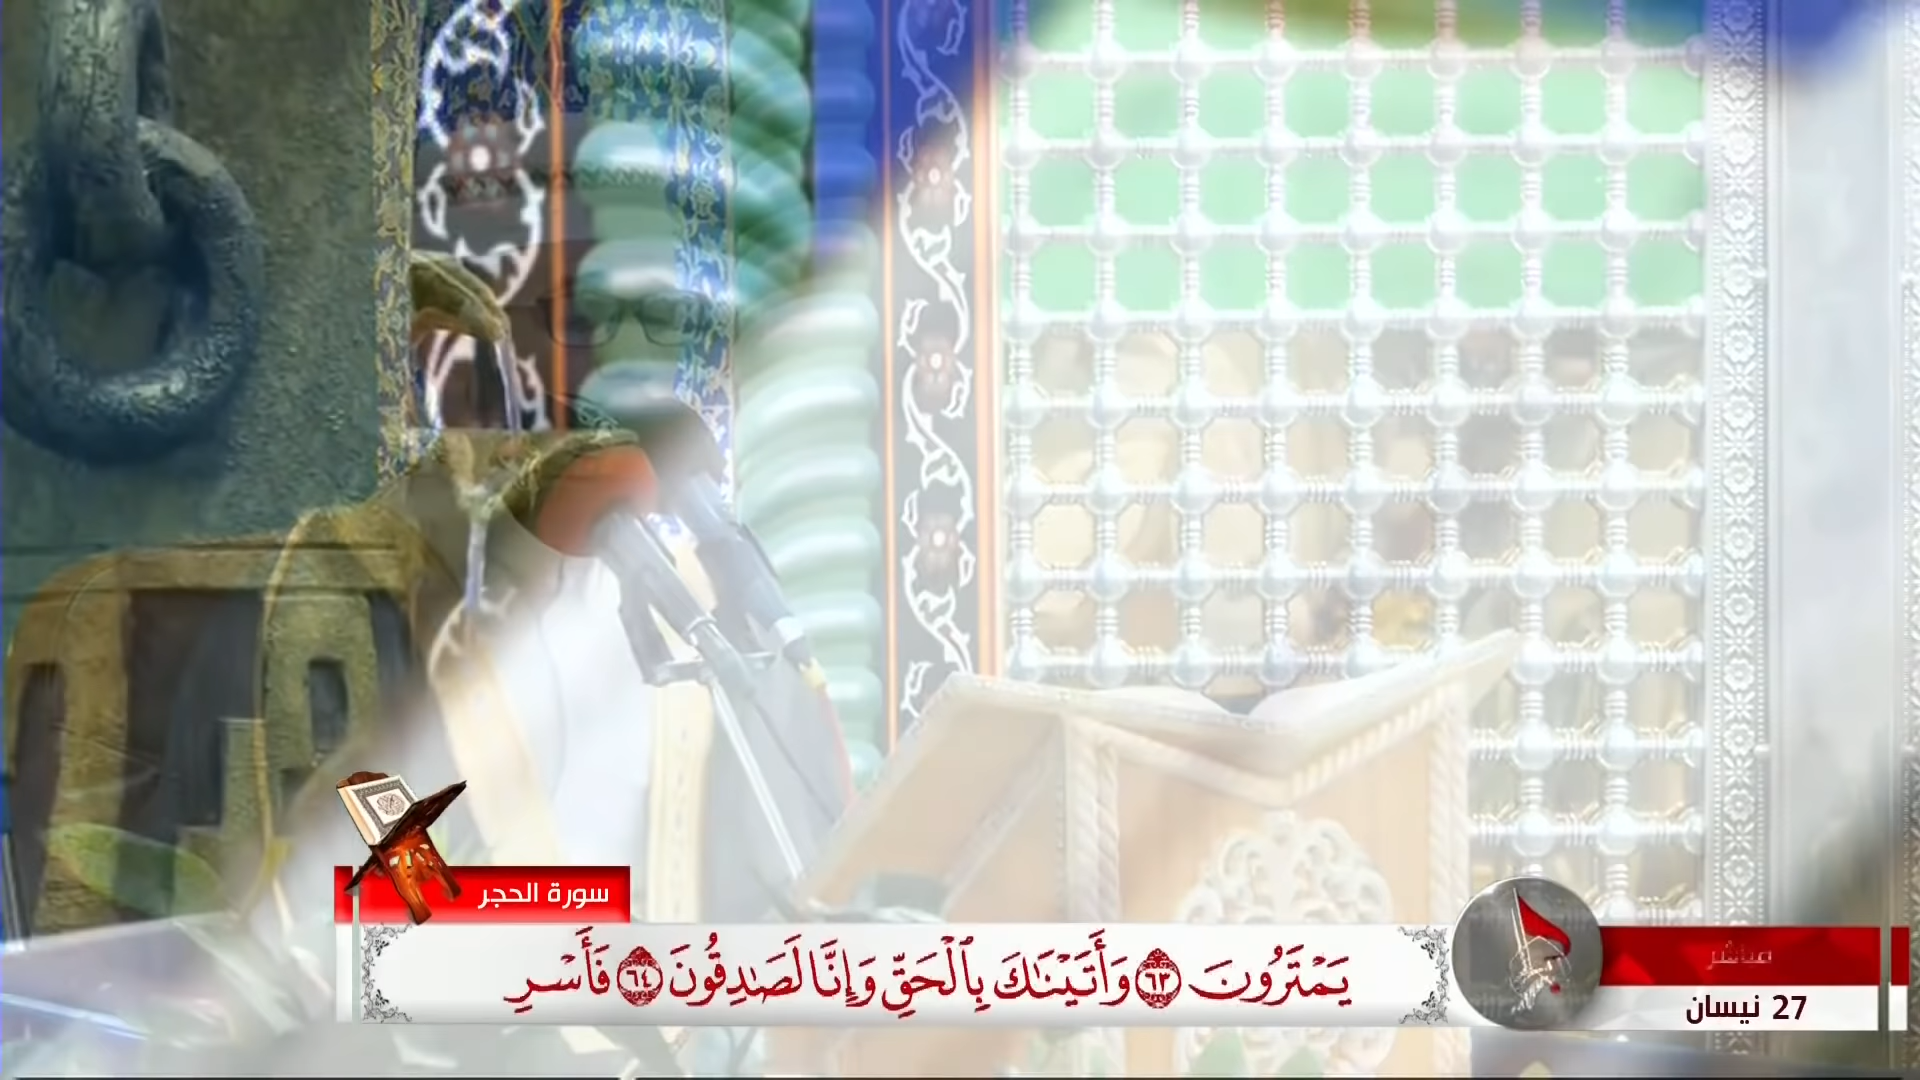 سورة الحجر
يَمْتَرُونَ ٦٣ وَأَتَيْنَٰكَ بِٱلْحَقِّ وَإِنَّا لَصَٰدِقُونَ ٦٤ فَأَسْرِ
مباشر
27 نيسان